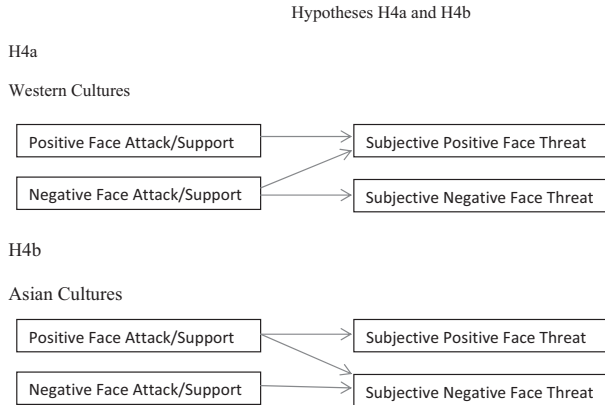 Hypotheses H4a and H4b
H4a
Western Cultures
Positive Face Attack/Support
Subjective Positive Face Threat
Negative Face Attack/Support
Subjective Negative Face Threat
H4b
Asian Cultures
Positive Face Attack/Support
Subjective Positive Face Threat
Negative Face Attack/Support
Subjective Negative Face Threat